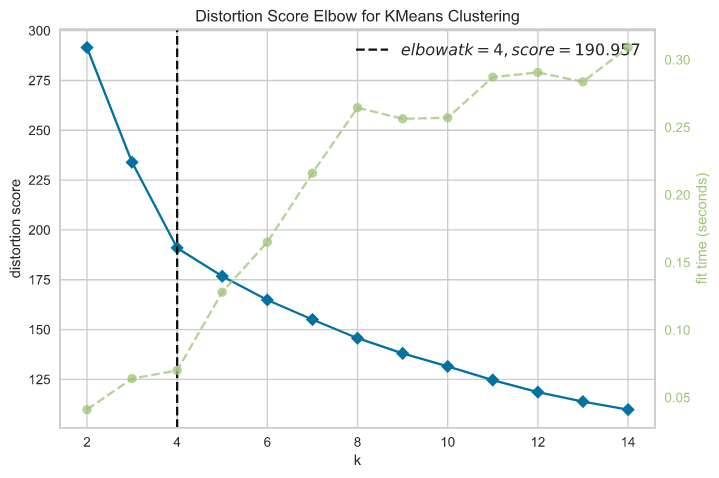 Distortion Score Elbow for KMeans Clustering
elbowatk = 4, score = 190.957
300
275
250
225
200
175
150
125
distortion score
0.30
0.25
0.20
0.15
0.10
0.05
fit time (seconds)
2 4 6 8 10 12 14
k